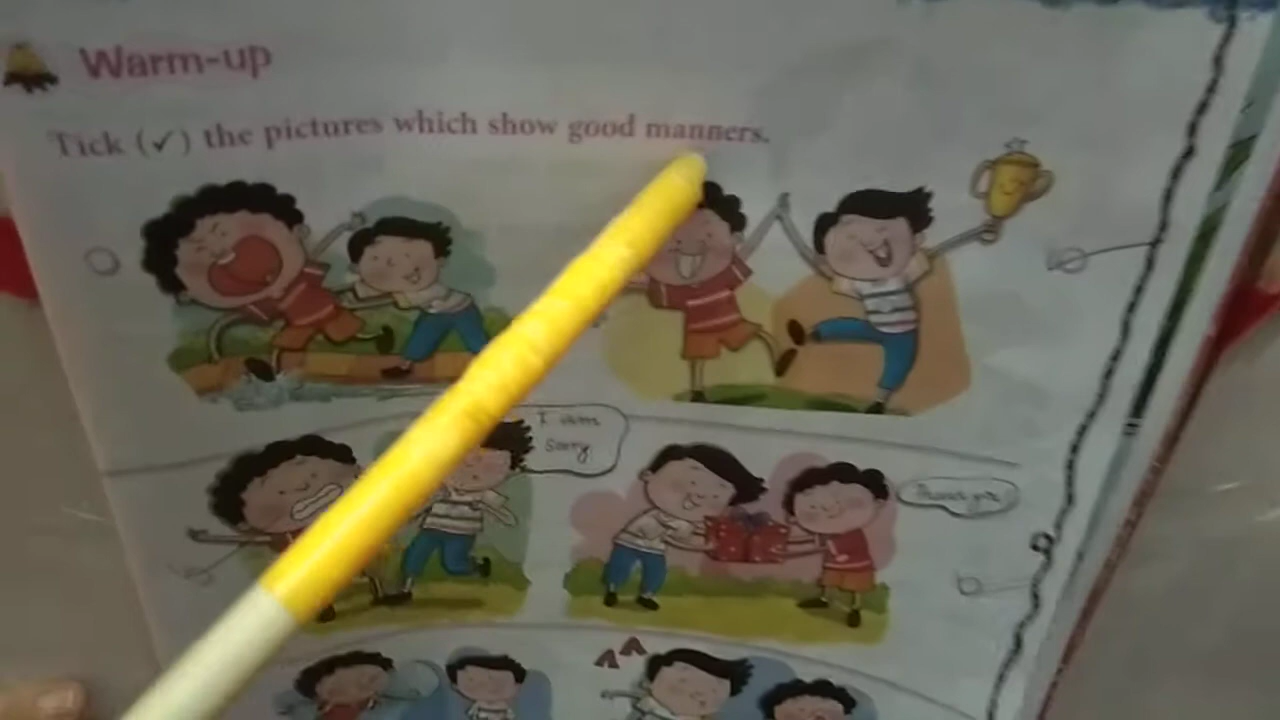 Warm-up
Tick (✓) the pictures which show good manners.
I am
sorry
Thank you